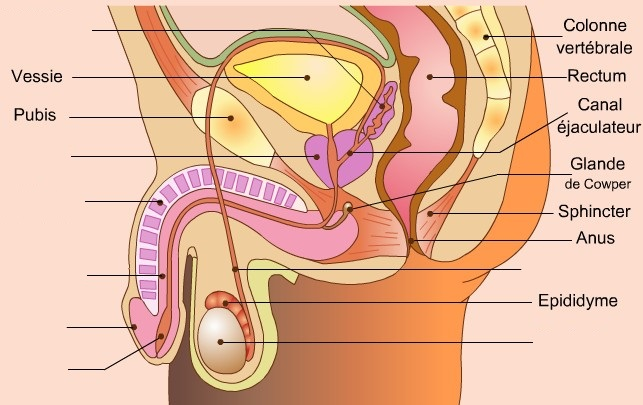 Colonne
vertébrale
Vessie
Rectum
Canal
éjaculateur
Pubis
Glande
de Cowper
Sphincter
Anus
Epididyme